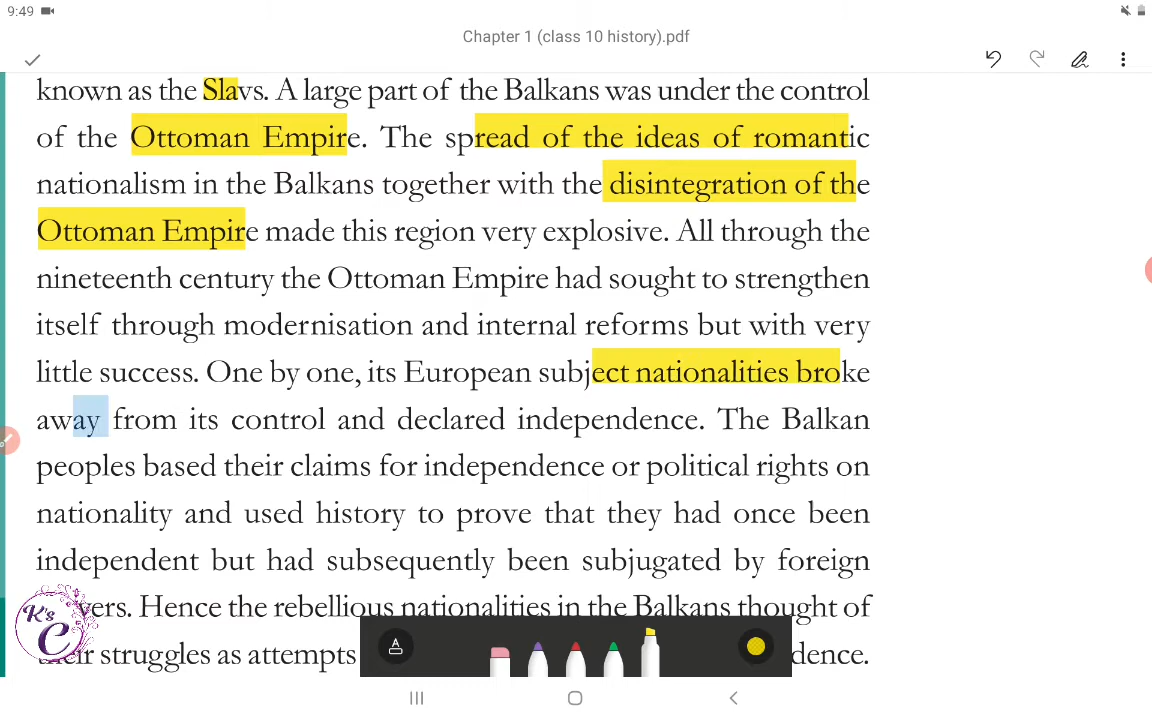 9:49
Chapter 1 (class 10 history).pdf
known as the Slavs. A large part of the Balkans was under the control
of the Ottoman Empire. The spread of the ideas of romantic
nationalism in the Balkans together with the disintegration of the
Ottoman Empire made this region very explosive. All through the
nineteenth century the Ottoman Empire had sought to strengthen
itself through modernisation and internal reforms but with very
little success. One by one, its European subject nationalities broke
away from its control and declared independence. The Balkan
peoples based their claims for independence or political rights on
nationality and used history to prove that they had once been
independent but had subsequently been subjugated by foreign
vers. Hence the rebellious nationalities in the Balkans thought of
K's C
struggles as attempts
dence.